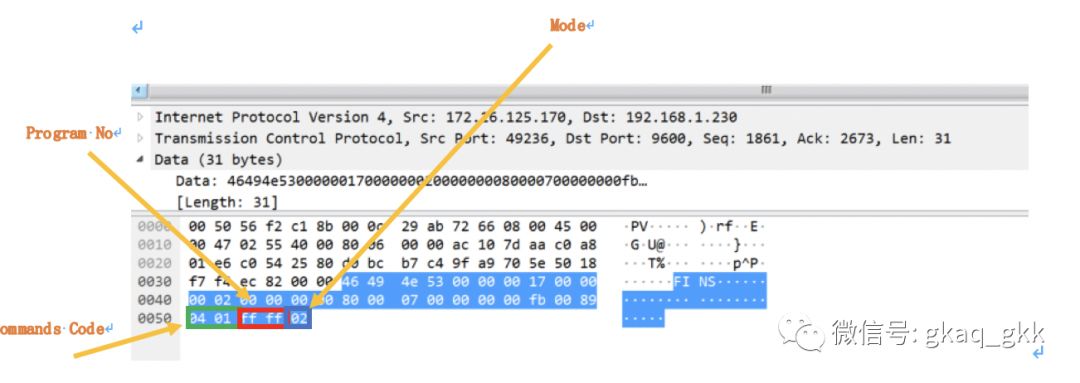 Mode
Program No
Internet Protocol Version 4, Src: 172.26.125.170, Dst: 192.168.1.230
Transmission Control Protocol, Src Port: 49236, Dst Port: 9600, Seq: 1861, Ack: 2673, Len: 31
Data (31 bytes)
Data: 46494e5300000017000000020000000080000700000000fb…
[Length: 31]
0000 00 50 56 f2 c1 8b 00 0c 29 ab 72 66 08 00 45 00 ·PV·····)·rf··E·
0010 00 47 02 55 40 00 80 06 00 00 ac 10 7d aa c0 a8 ·G·U@·······}···
0020 01 e6 c0 54 25 80 d0 bc b7 c4 9f a9 70 5e 50 18 ···T%·······p^P·
0030 f7 f4 ec 82 00 00 46 49 4e 53 00 00 00 17 00 00 ······FINS······
0040 00 02 00 00 00 00 80 00 07 00 00 00 00 fb 00 89 ················
0050 04 01 ff ff 02 ·····
ommands Code
微信号: gkaq_gkk